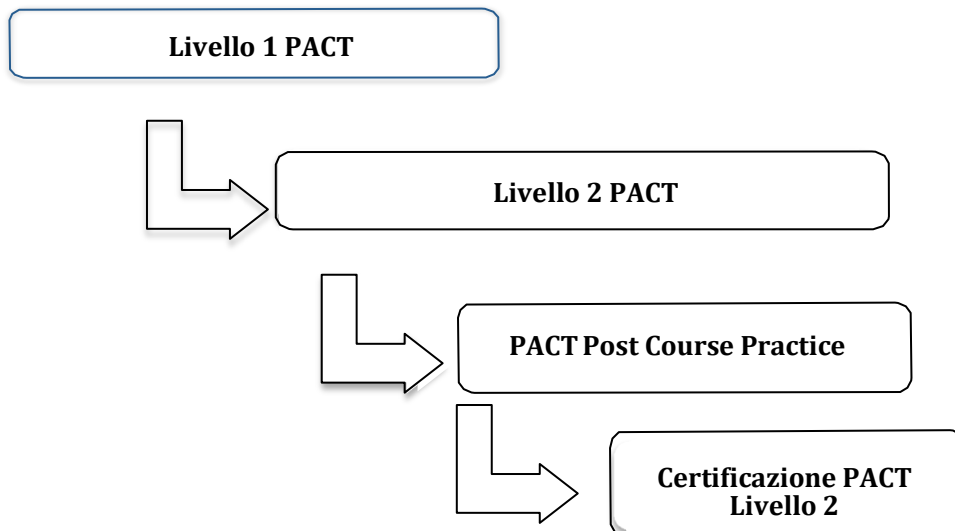 Livello 1 PACT
Livello 2 PACT
PACT Post Course Practice
Certificazione PACT
Livello 2